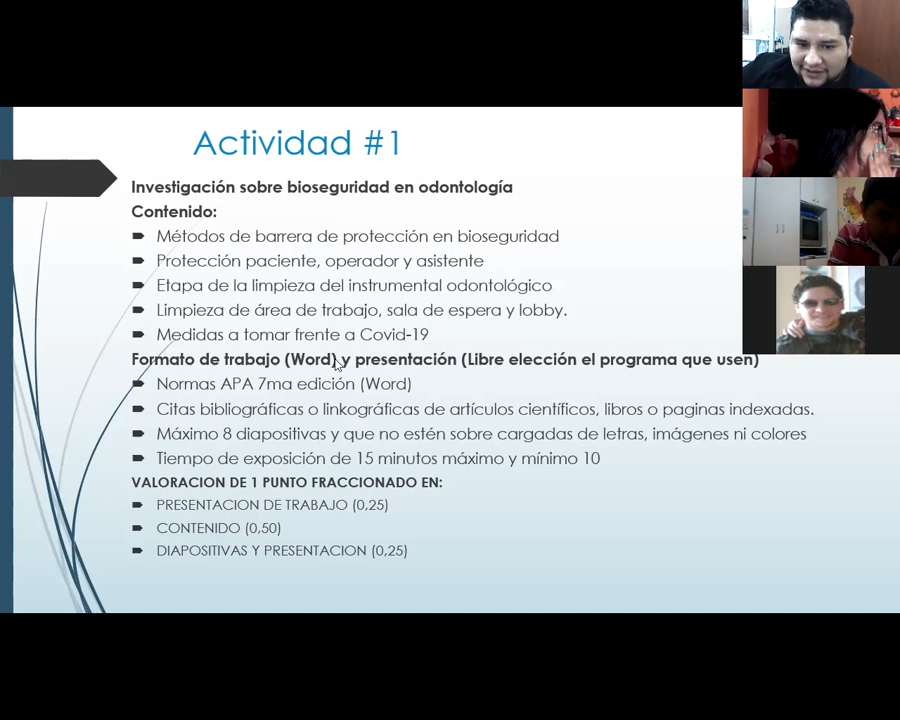 Actividad #1
Investigación sobre bioseguridad en odontología
Contenido:
Métodos de barrera de protección en bioseguridad
Protección paciente, operador y asistente
Etapa de la limpieza del instrumental odontológico
Limpieza de área de trabajo, sala de espera y lobby.
Medidas a tomar frente a Covid-19
Formato de trabajo (Word) y presentación (Libre elección el programa que usen)
Normas APA 7ma edición (Word)
Citas bibliográficas o linkográficas de artículos científicos, libros o paginas indexadas.
Máximo 8 diapositivas y que no estén sobre cargadas de letras, imágenes ni colores
Tiempo de exposición de 15 minutos máximo y mínimo 10
VALORACION DE 1 PUNTO FRACCIONADO EN:
PRESENTACION DE TRABAJO (0,25)
CONTENIDO (0,50)
DIAPOSITIVAS Y PRESENTACION (0,25)